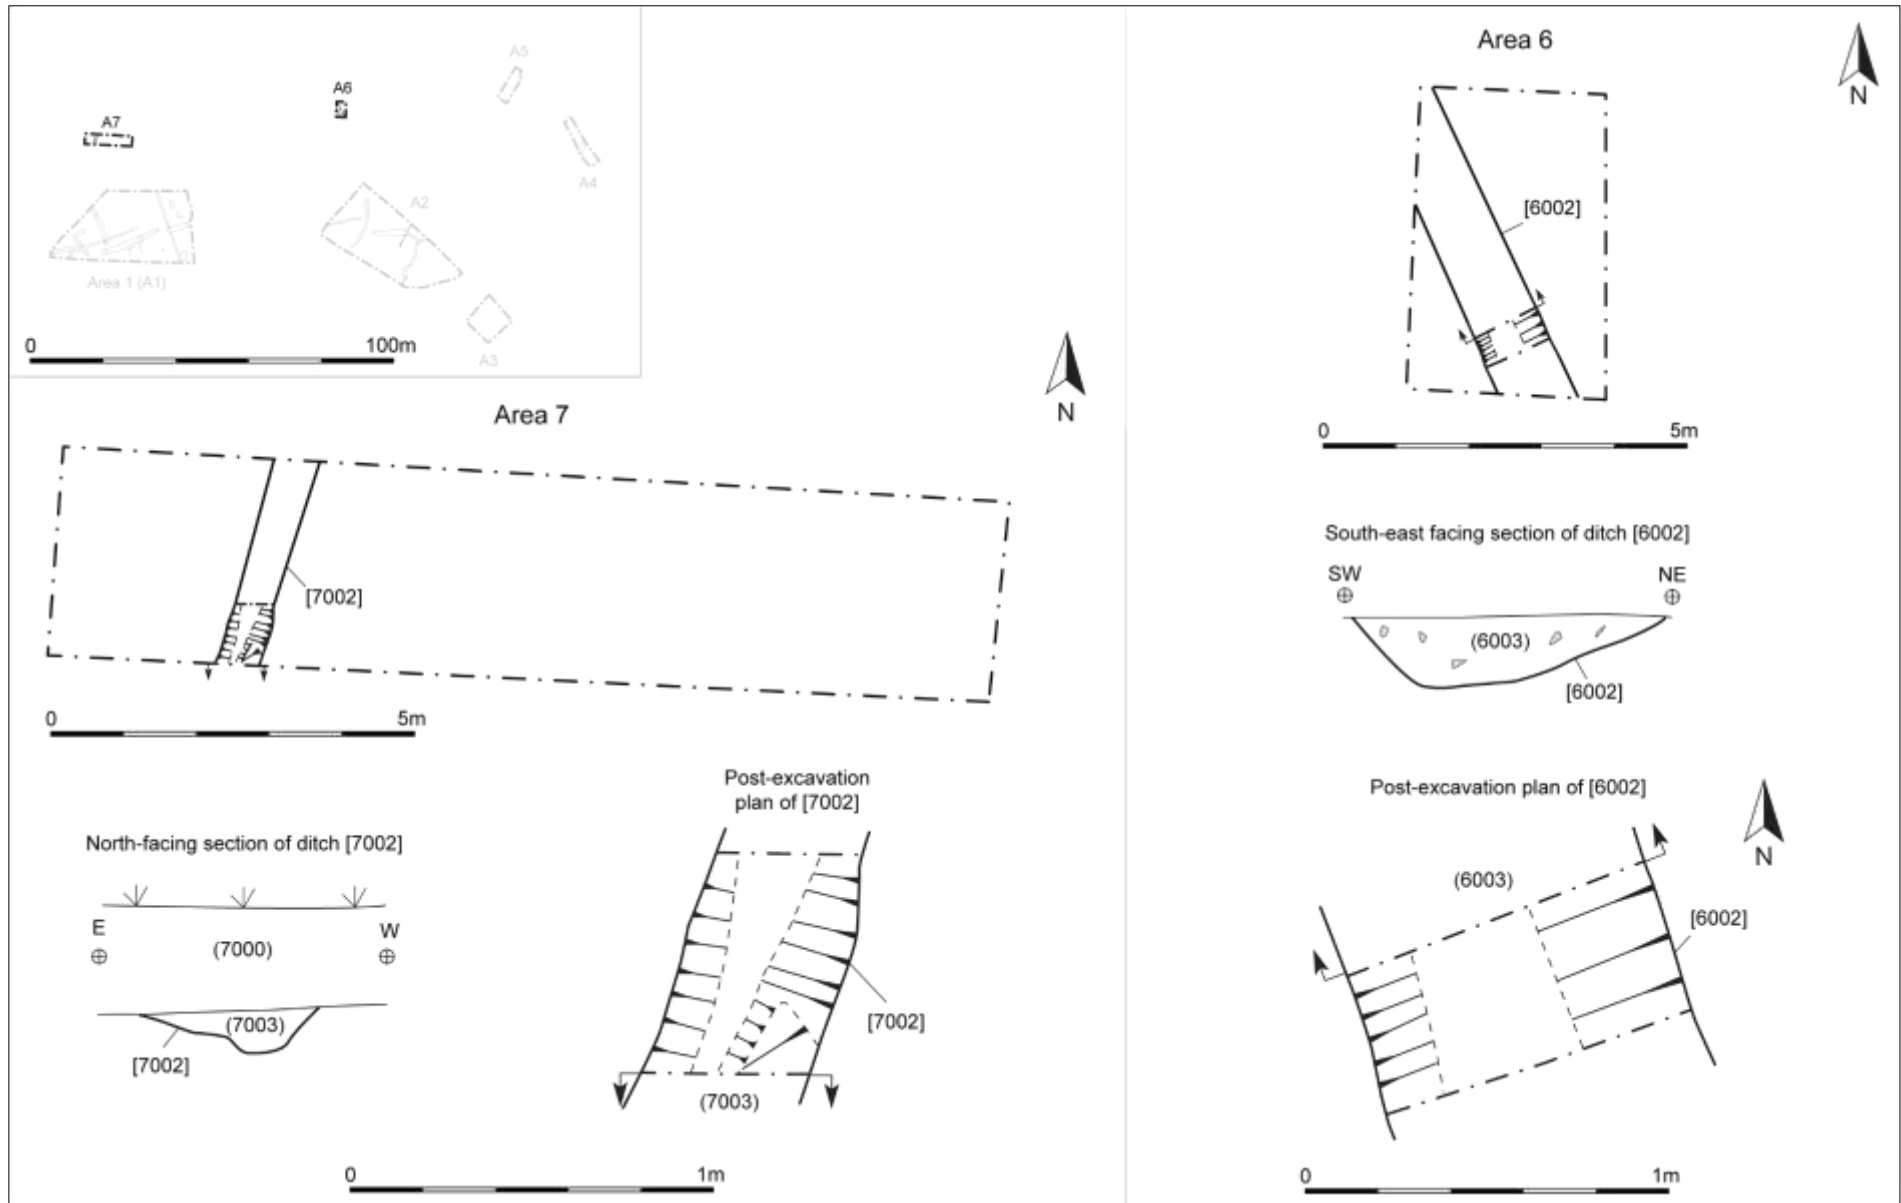 A5
A6
A7
A4
A2
Area 1 (A1)
A3
0 100m
N
Area 7
[7002]
0 5m
North-facing section of ditch [7002]
E W
(7000)
(7003)
[7002]
Post-excavation
plan of [7002]
[7002]
(7003)
0 1m
Area 6
N
[6002]
0 5m
South-east facing section of ditch [6002]
SW NE
(6003)
[6002]
Post-excavation plan of [6002]
N
(6003)
[6002]
0 1m